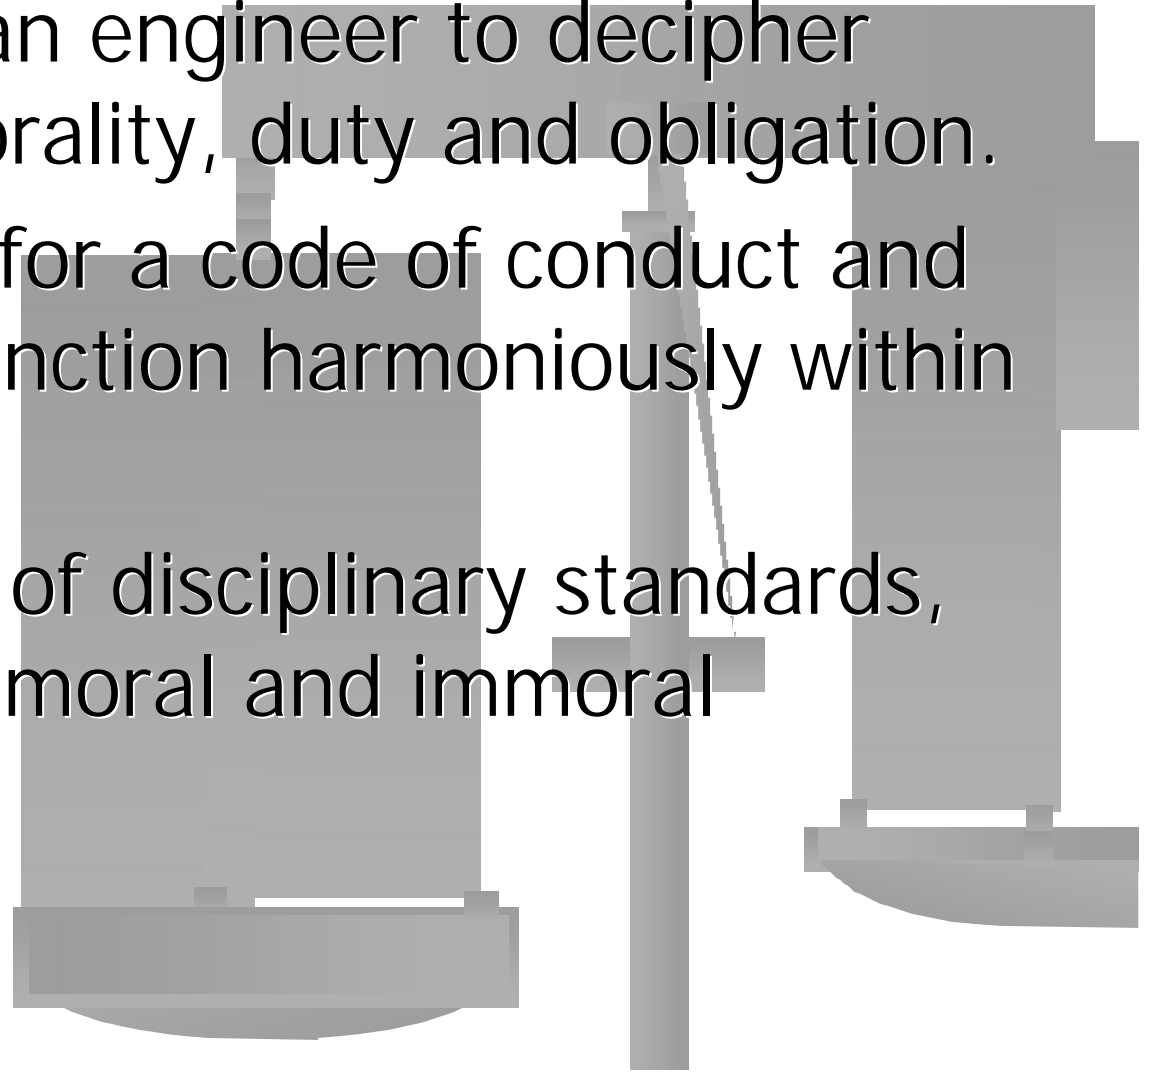 an engineer to decipher
orality, duty and obligation.
for a code of conduct and
nction harmoniously within
of disciplinary standards,
moral and immoral